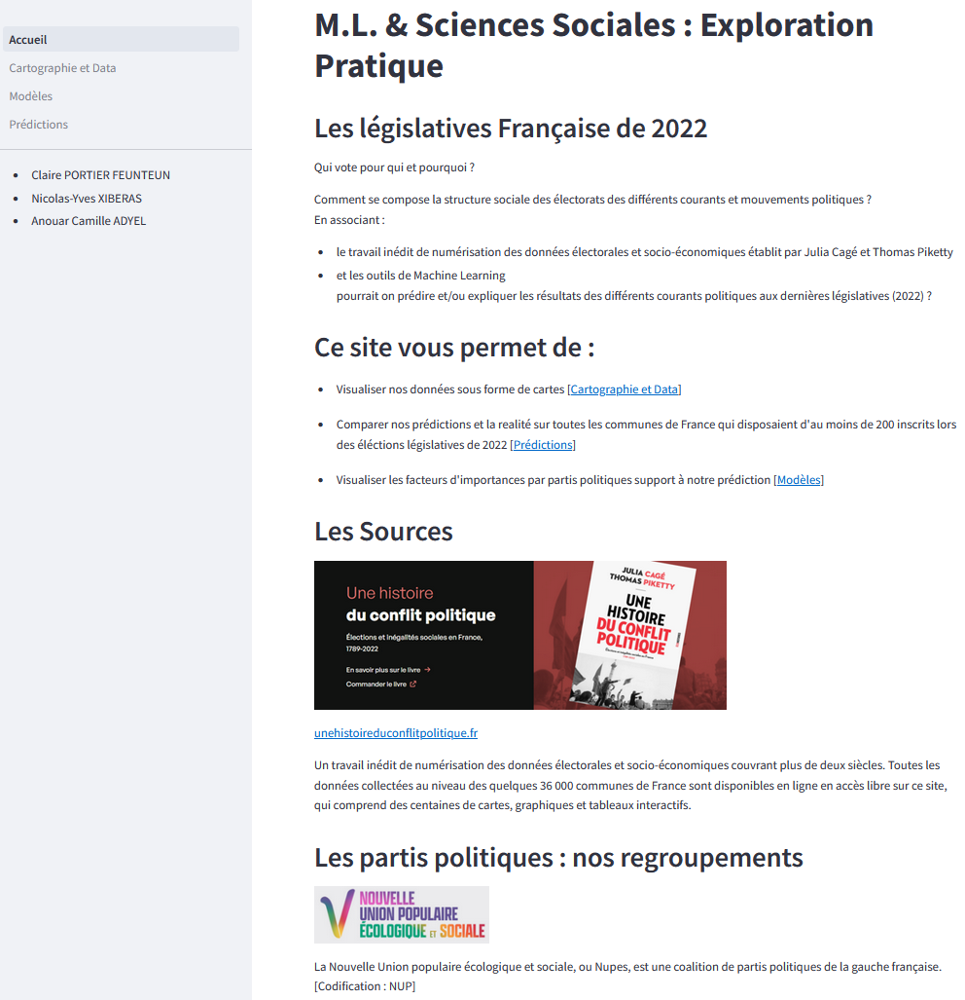 Accueil
Cartographie et Data
Modèles
Prédictions
Claire PORTIER FEUNTEUN
Nicolas-Yves XIBERAS
Anouar Camille ADYEL
M.L. & Sciences Sociales : Exploration
Pratique
Les législatives Française de 2022
Qui vote pour qui et pourquoi ?
Comment se compose la structure sociale des électorats des différents courants et mouvements politiques ?
En associant :
le travail inédit de numérisation des données électorales et socio-économiques établit par Julia Cagé et Thomas Piketty
et les outils de Machine Learning
pourrait on prédire et/ou expliquer les résultats des différents courants politiques aux dernières législatives (2022) ?
Ce site vous permet de :
Visualiser nos données sous forme de cartes [Cartographie et Data]
Comparer nos prédictions et la realité sur toutes les communes de France qui disposaient d'au moins de 200 inscrits lors
des éléctions législatives de 2022 [Prédictions]
Visualiser les facteurs d'importances par partis politiques support à notre prédiction [Modèles]
Les Sources
Une histoire
du conflit politique
Élections et inégalités sociales en France,
1789-2022
En savoir plus sur le livre →
Commander le livre
JULIA CAGÉ
THOMAS PIKETTY
UNE
HISTOIRE
DU CONFLIT
POLITIQUE
unehistoireduconflitpolitique.fr
Un travail inédit de numérisation des données électorales et socio-économiques couvrant plus de deux siècles. Toutes les
données collectées au niveau des quelques 36 000 communes de France sont disponibles en ligne en accès libre sur ce site,
qui comprend des centaines de cartes, graphiques et tableaux interactifs.
Les partis politiques : nos regroupements
NOUVELLE
UNION POPULAIRE
ÉCOLOGIQUE ET SOCIALE
La Nouvelle Union populaire écologique et sociale, ou Nupes, est une coalition de partis politiques de la gauche française.
[Codification : NUP]